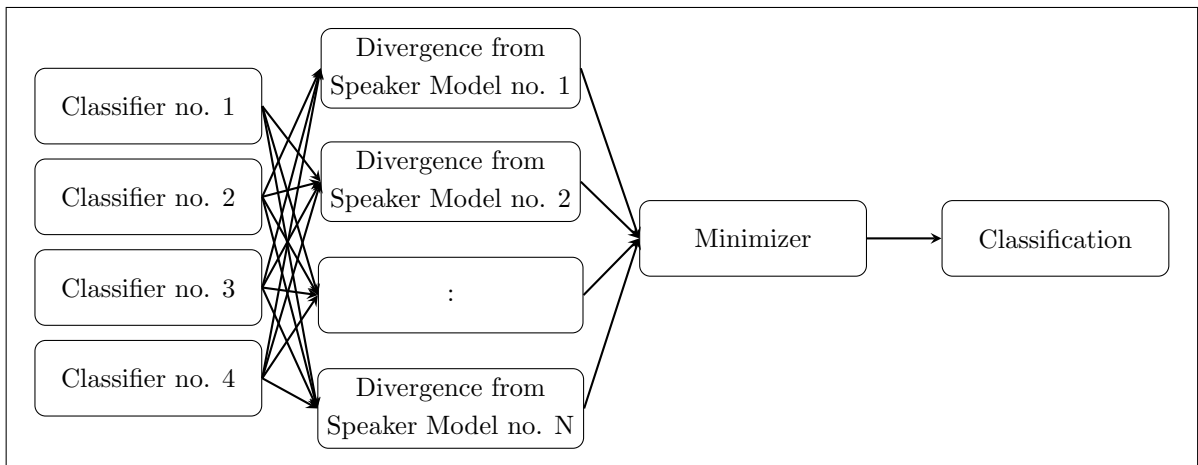 Classifier no. 1
Classifier no. 2
Classifier no. 3
Classifier no. 4
Divergence from
Speaker Model no. 1
Divergence from
Speaker Model no. 2
:
Divergence from
Speaker Model no. N
Minimizer
Classification